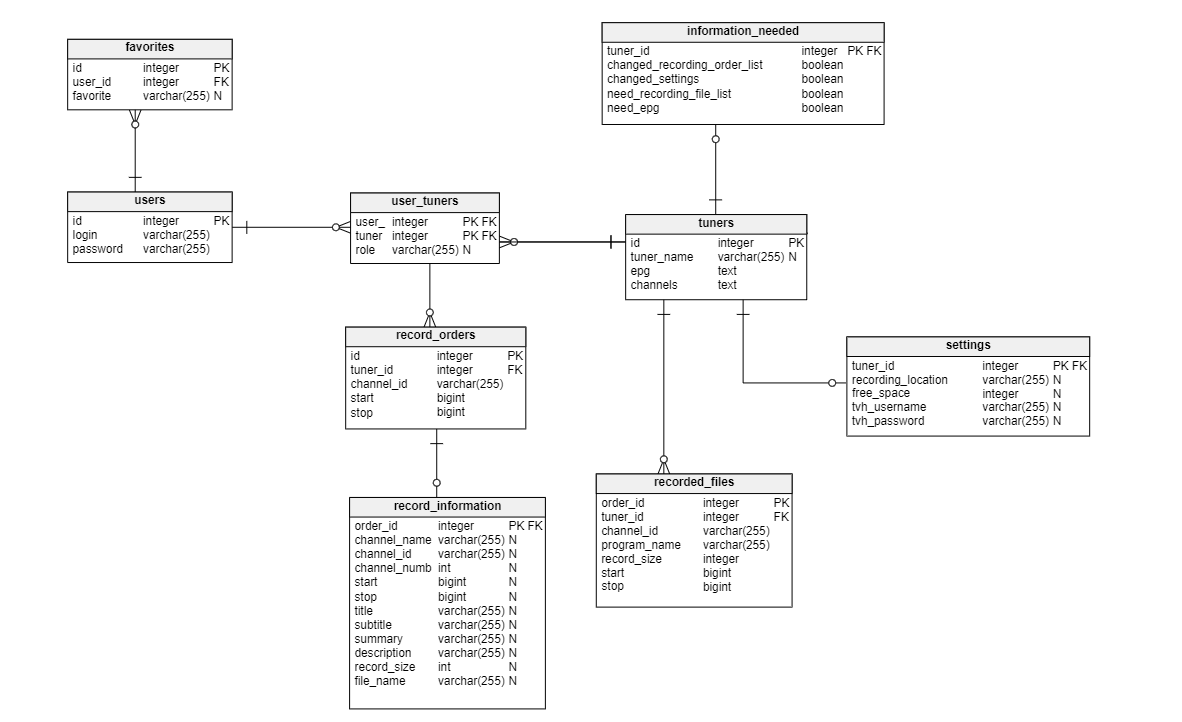 favorites
id integer PK
user_id integer FK
favorite varchar(255) N
information_needed
tuner_id integer PK FK
changed_recording_order_list boolean
changed_settings boolean
need_recording_file_list boolean
need_epg boolean
users
id integer PK
login varchar(255)
password varchar(255)
user_tuners
user_ integer PK FK
tuner integer PK FK
role varchar(255) N
tuners
id integer PK
tuner_name varchar(255) N
epg text
channels text
record_orders
id integer PK
tuner_id integer FK
channel_id varchar(255)
start bigint
stop bigint
settings
tuner_id integer PK FK
recording_location varchar(255) N
free_space integer N
tvh_username varchar(255) N
tvh_password varchar(255) N
record_information
order_id integer PK FK
channel_name varchar(255) N
channel_id varchar(255) N
channel_numb int N
start bigint N
stop bigint N
title varchar(255) N
subtitle varchar(255) N
summary varchar(255) N
description varchar(255) N
record_size int N
file_name varchar(255) N
recorded_files
order_id integer PK
tuner_id integer FK
channel_id varchar(255)
program_name varchar(255)
record_size integer
start bigint
stop bigint